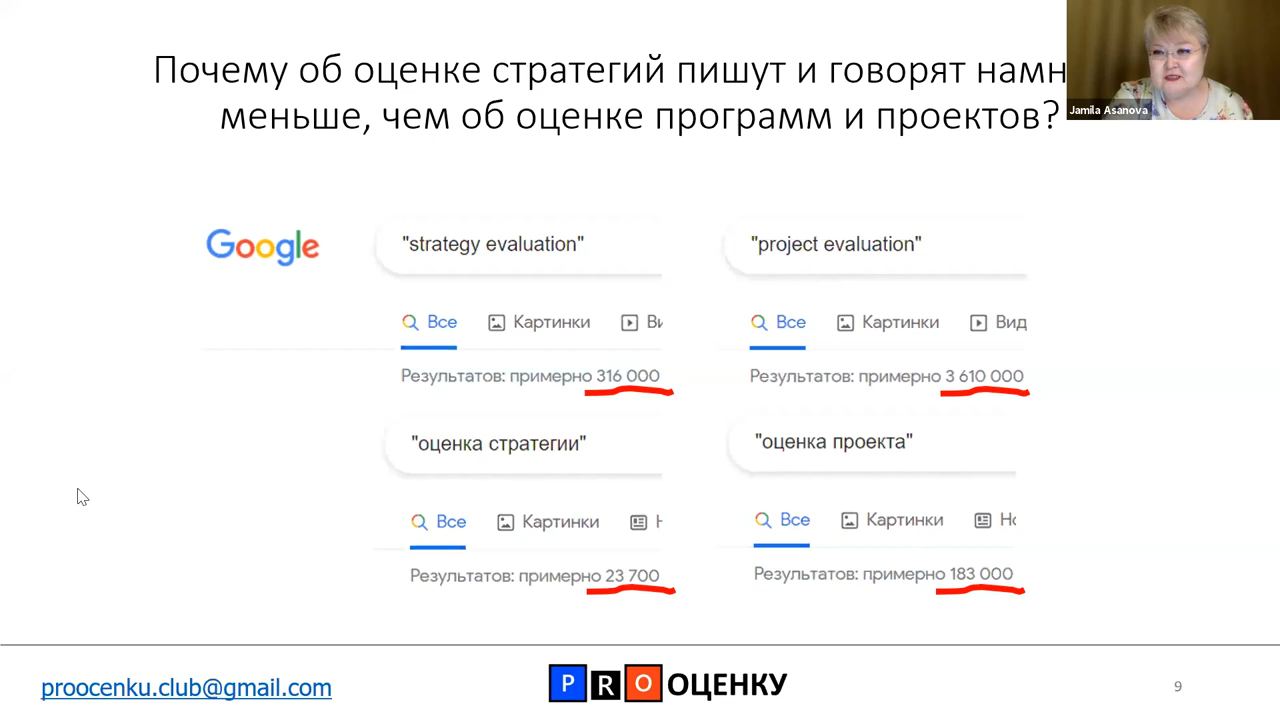 Почему об оценке стратегий пишут и говорят
меньше, чем об оценке программ и проектов?
Jamila Asanova
Google
"strategy evaluation"
"project evaluation"
Все Картинки
Все Картинки
Результатов: примерно 316 000
Результатов: примерно 3 610 000
"оценка стратегии"
"оценка проекта"
Все Картинки
Все Картинки
Результатов: примерно 23 700
Результатов: примерно 183 000
proocenku.club@gmail.com
PRO ОЦЕНКУ
9